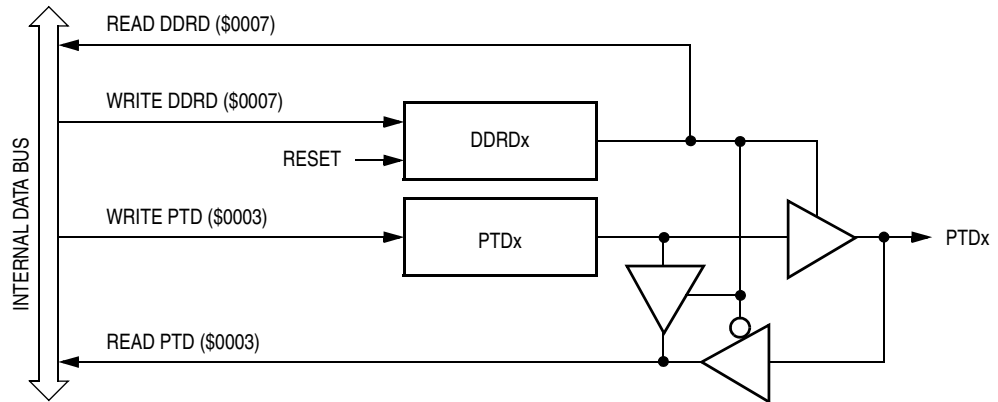 READ DDRD ($0007)
WRITE DDRD ($0007)
DDRDx
RESET
WRITE PTD ($0003)
PTDx
PTDx
READ PTD ($0003)
INTERNAL DATA BUS